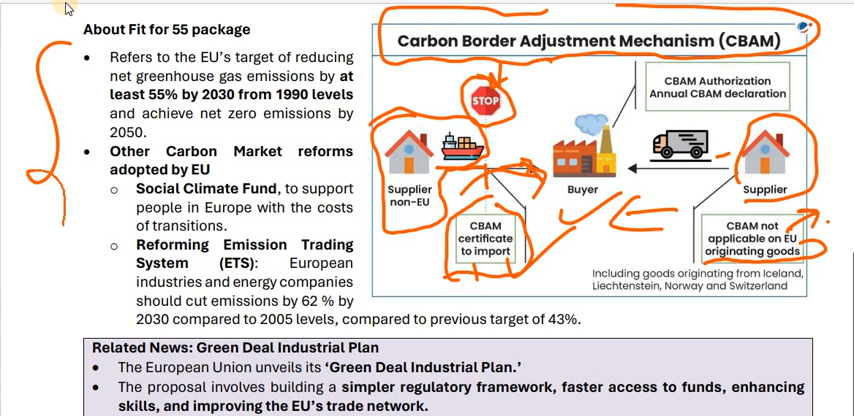 About Fit for 55 package
• Refers to the EU's target of reducing
net greenhouse gas emissions by at
least 55% by 2030 from 1990 levels
and achieve net zero emissions by
2050.
• Other Carbon Market reforms
adopted by EU
o Social Climate Fund, to support
people in Europe with the costs
of transitions.
o Reforming Emission Trading
System (ETS): European
industries and energy companies
should cut emissions by 62 % by
2030 compared to 2005 levels, compared to previous target of 43%.
Carbon Border Adjustment Mechanism (CBAM)
CBAM Authorization
Annual CBAM declaration
STOP
Supplier
non-EU
Buyer
Supplier
CBAM
certificate
to import
CBAM not
applicable on EU
originating goods
Including goods originating from Iceland,
Liechtenstein, Norway and Switzerland
Related News: Green Deal Industrial Plan
• The European Union unveils its 'Green Deal Industrial Plan.'
• The proposal involves building a simpler regulatory framework, faster access to funds, enhancing
skills, and improving the EU's trade network.